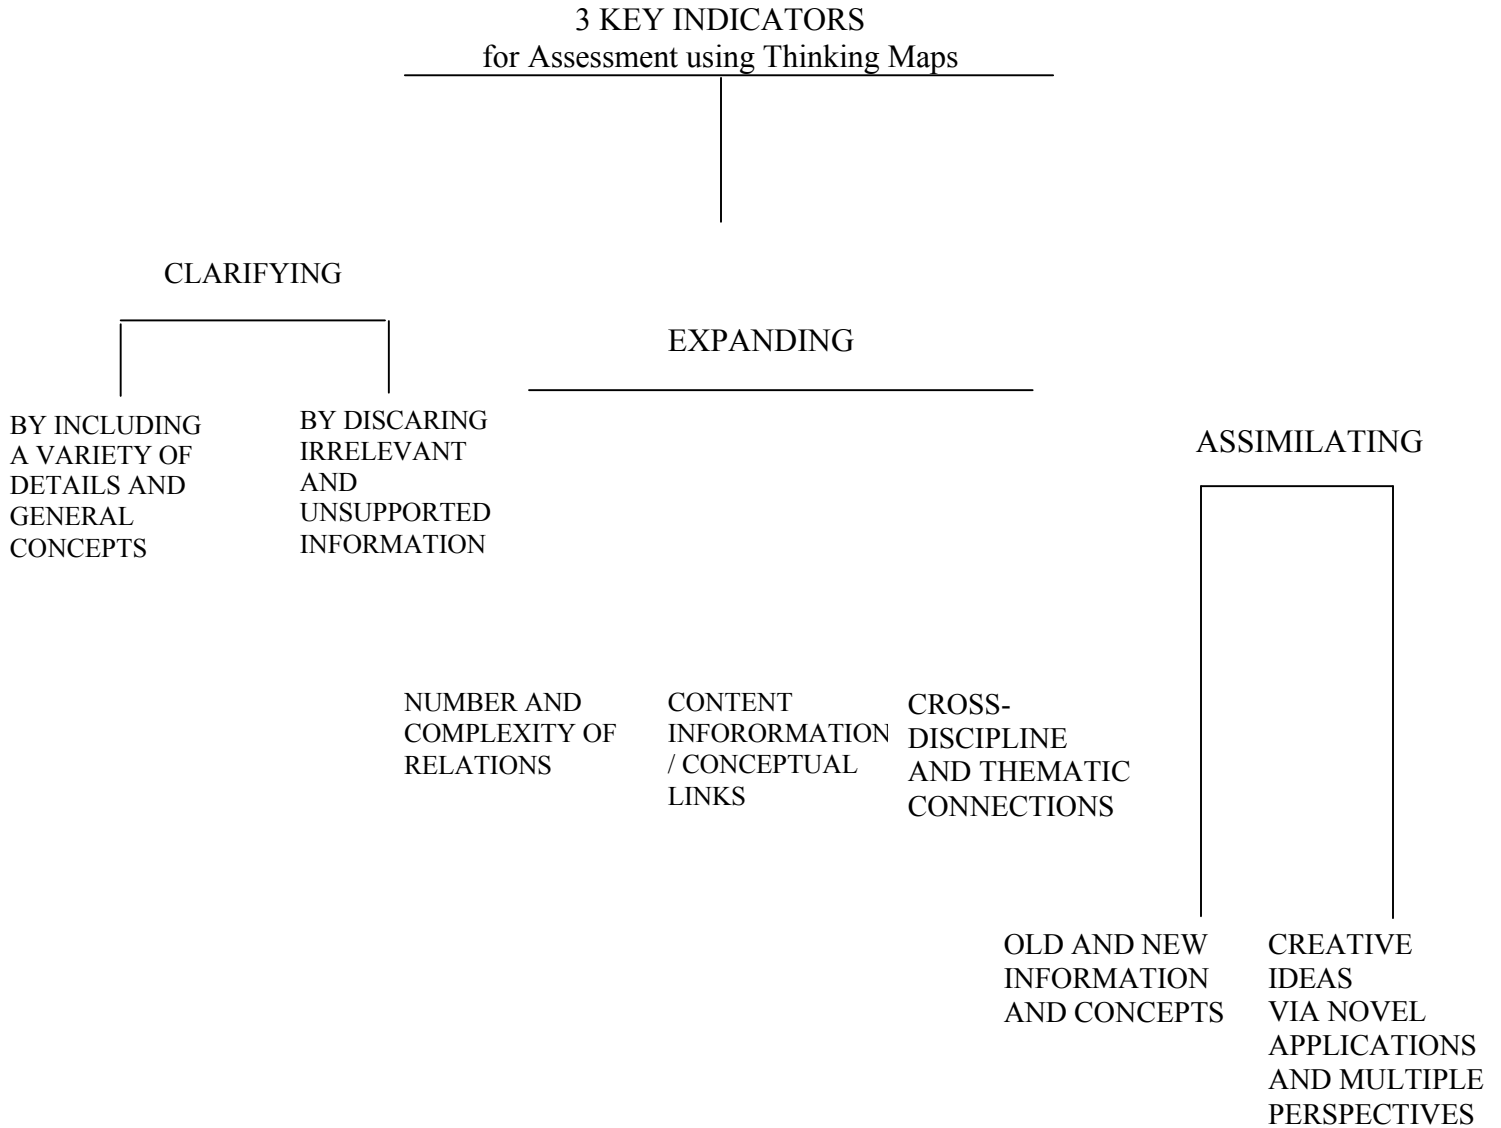 3 KEY INDICATORS
for Assessment using Thinking Maps
CLARIFYING
BY INCLUDING
A VARIETY OF
DETAILS AND
GENERAL
CONCEPTS
BY DISCARING
IRRELEVANT
AND
UNSUPPORTED
INFORMATION
EXPANDING
NUMBER AND
COMPLEXITY OF
RELATIONS
CONTENT
INFORORMATION
/ CONCEPTUAL
LINKS
CROSS-
DISCIPLINE
AND THEMATIC
CONNECTIONS
ASSIMILATING
OLD AND NEW
INFORMATION
AND CONCEPTS
CREATIVE
IDEAS
VIA NOVEL
APPLICATIONS
AND MULTIPLE
PERSPECTIVES